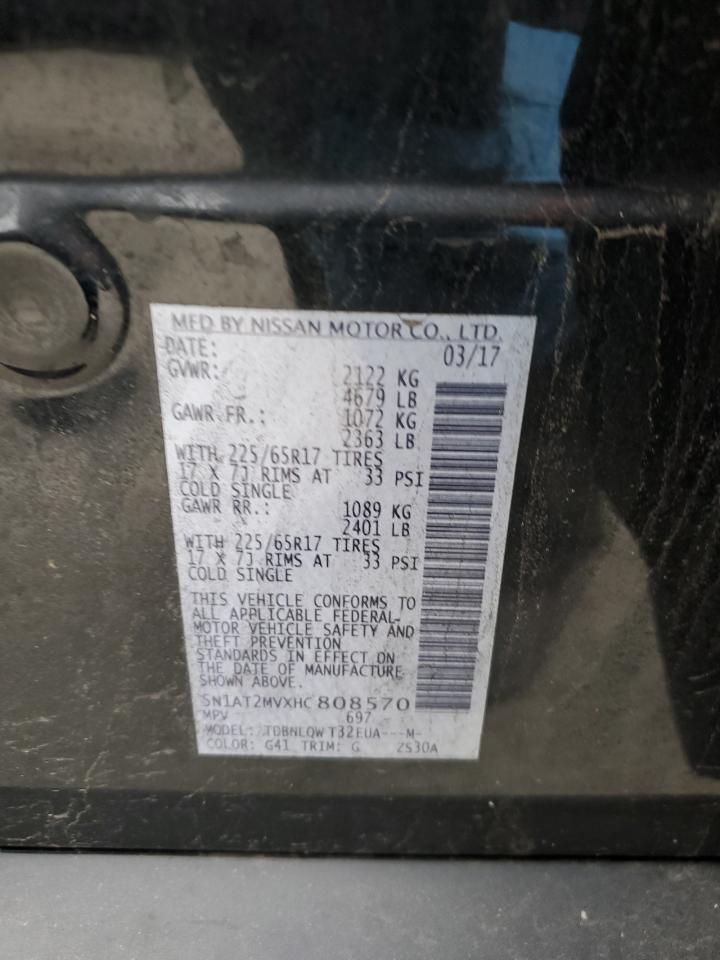 MFD BY NISSAN MOTOR CO., LTD.
DATE: 03/17
GVWR: 2122 KG
4679 LB
GAWR FR.: 1072 KG
2363 LB
WITH 225/65R17 TIRES
17 X 7J RIMS AT 33 PSI
COLD SINGLE
GAWR RR.: 1089 KG
2401 LB
WITH 225/65R17 TIRES
17 X 7J RIMS AT 33 PSI
COLD SINGLE
THIS VEHICLE CONFORMS TO
ALL APPLICABLE FEDERAL
MOTOR VEHICLE SAFETY AND
THEFT PREVENTION
STANDARDS IN EFFECT ON
THE DATE OF MANUFACTURE
SHOWN ABOVE.
5N1AT2MVXHC808570
MPV 697
MODEL: TDBNLQW T32EUA---M-
COLOR: G41 TRIM: G ZS30A